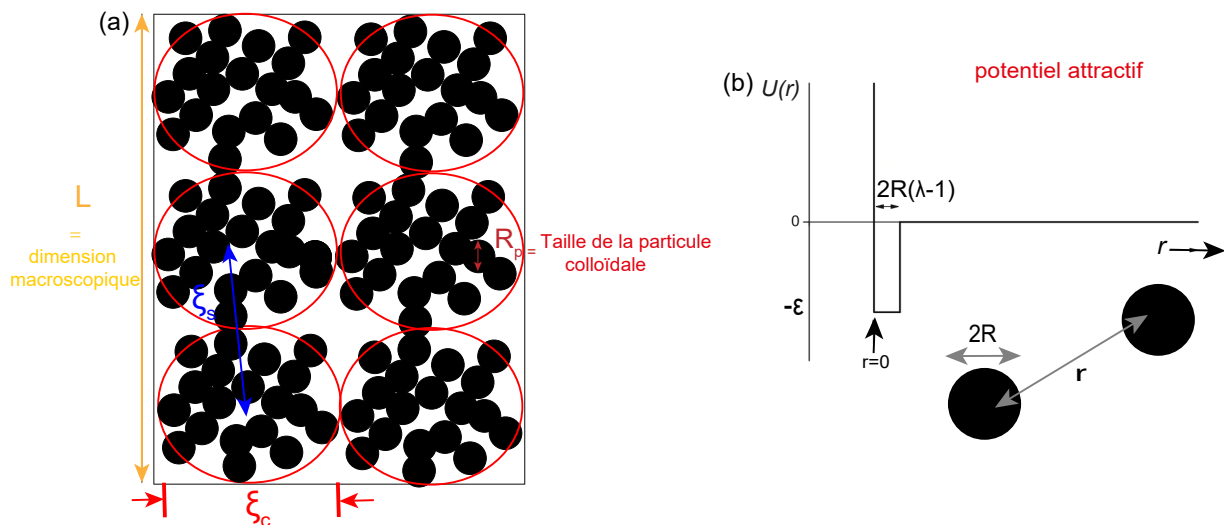 (a)
L
=
dimension
macroscopique
ξs
Rp = Taille de la particule
colloïdale
ξc
(b)
U(r)
potentiel attractif
2R(λ-1)
0
r
-ε
r=0
2R
r